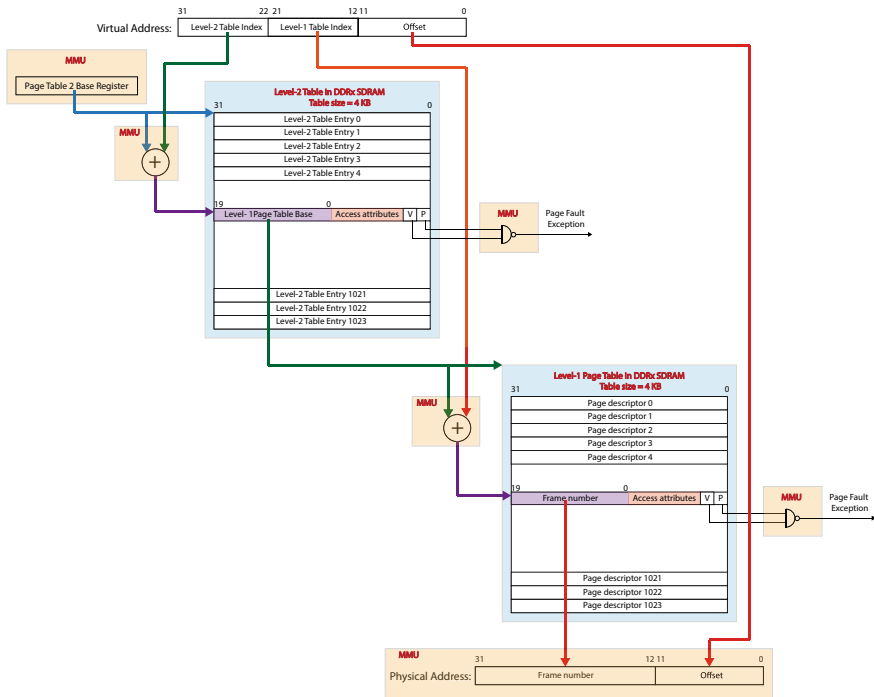 31 22 21 12 11 0
Virtual Address: Level-2 Table Index Level-1 Table Index Offset
MMU
Page Table 2 Base Register
Level-2 Table in DDRx SDRAM
Table size = 4 KB
31 0
Level-2 Table Entry 0
Level-2 Table Entry 1
Level-2 Table Entry 2
Level-2 Table Entry 3
Level-2 Table Entry 4
MMU
+
19 0
Level- 1Page Table Base Access attributes V P
MMU
Page Fault
Exception
Level-2 Table Entry 1021
Level-2 Table Entry 1022
Level-2 Table Entry 1023
Level-1 Page Table in DDRx SDRAM
Table size = 4 KB
31 0
MMU
+
Page descriptor 0
Page descriptor 1
Page descriptor 2
Page descriptor 3
Page descriptor 4
19 0
Frame number Access attributes V P
MMU
Page Fault
Exception
Page descriptor 1021
Page descriptor 1022
Page descriptor 1023
MMU
31 12 11 0
Physical Address: Frame number Offset